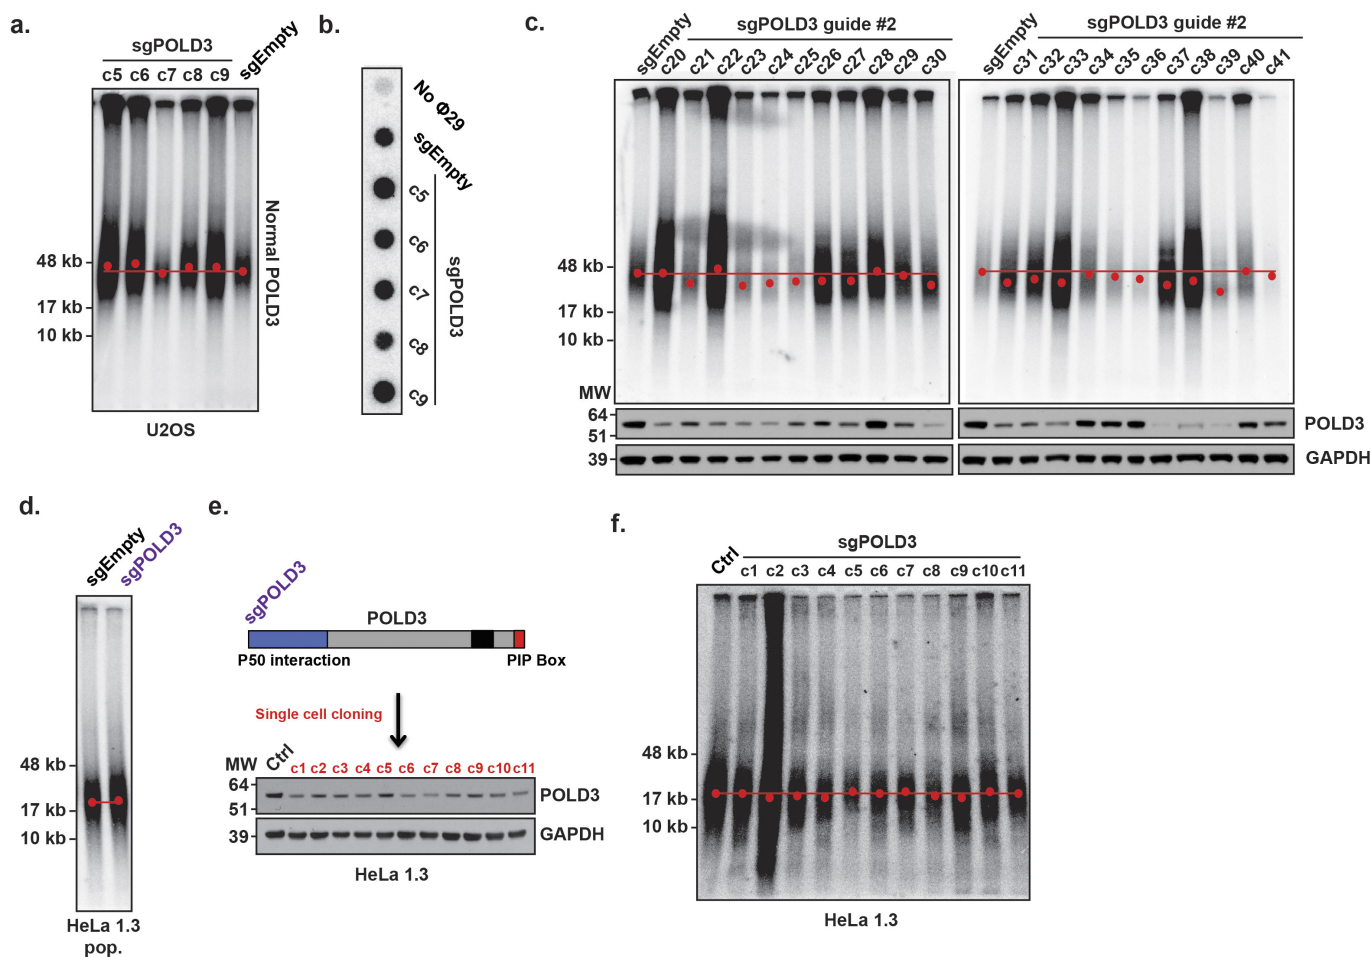 a.
sgPOLD3
c5 c6 c7 c8 c9 sgEmpty
48 kb
17 kb
10 kb
Normal POLD3
U2OS
b.
No Φ29
sgEmpty
c5
c6
c7
c8
c9
sgPOLD3
c.
sgEmpty
sgPOLD3 guide #2
c20 c21 c22 c23 c24 c25 c26 c27 c28 c29 c30
sgEmpty
sgPOLD3 guide #2
c31 c32 c33 c34 c35 c36 c37 c38 c39 c40 c41
48 kb
17 kb
10 kb
MW
64
51
POLD3
39
GAPDH
d.
sgEmpty
sgPOLD3
48 kb
17 kb
10 kb
HeLa 1.3
pop.
e.
sgPOLD3
POLD3
P50 interaction
PIP Box
Single cell cloning
MW
Ctrl
c1 c2 c3 c4 c5 c6 c7 c8 c9 c10 c11
64
51
POLD3
39
GAPDH
HeLa 1.3
f.
sgPOLD3
Ctrl
c1 c2 c3 c4 c5 c6 c7 c8 c9 c10 c11
48 kb
17 kb
10 kb
HeLa 1.3